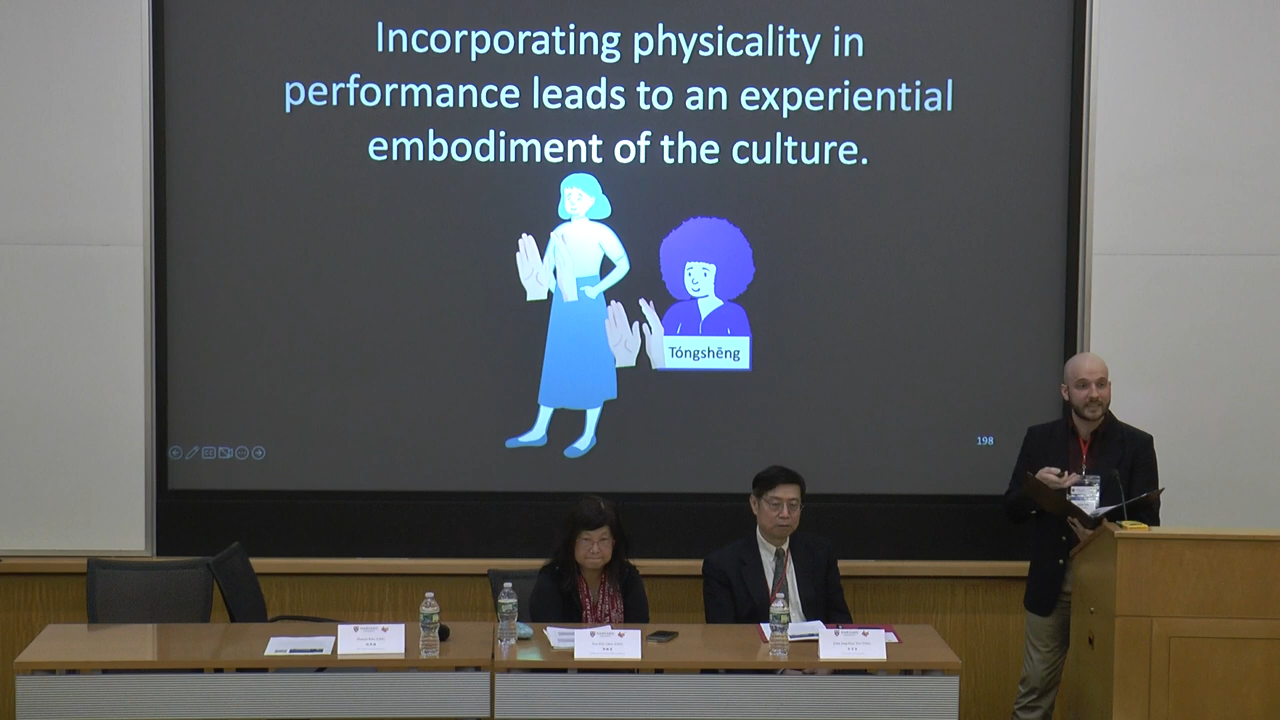 Incorporating physicality in
performance leads to an experiential
embodiment of the culture.
Tóngshēng
198